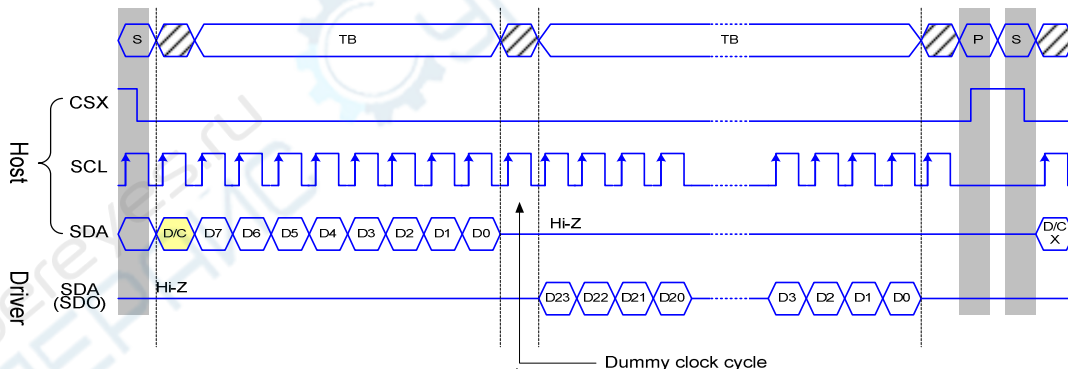 S TB TB P S
CSX
Host
SCL
SDA D/C D7 D6 D5 D4 D3 D2 D1 D0 Hi-Z D/C X
Driver
SDA (SDO) Hi-Z D23 D22 D21 D20 D3 D2 D1 D0
Dummy clock cycle